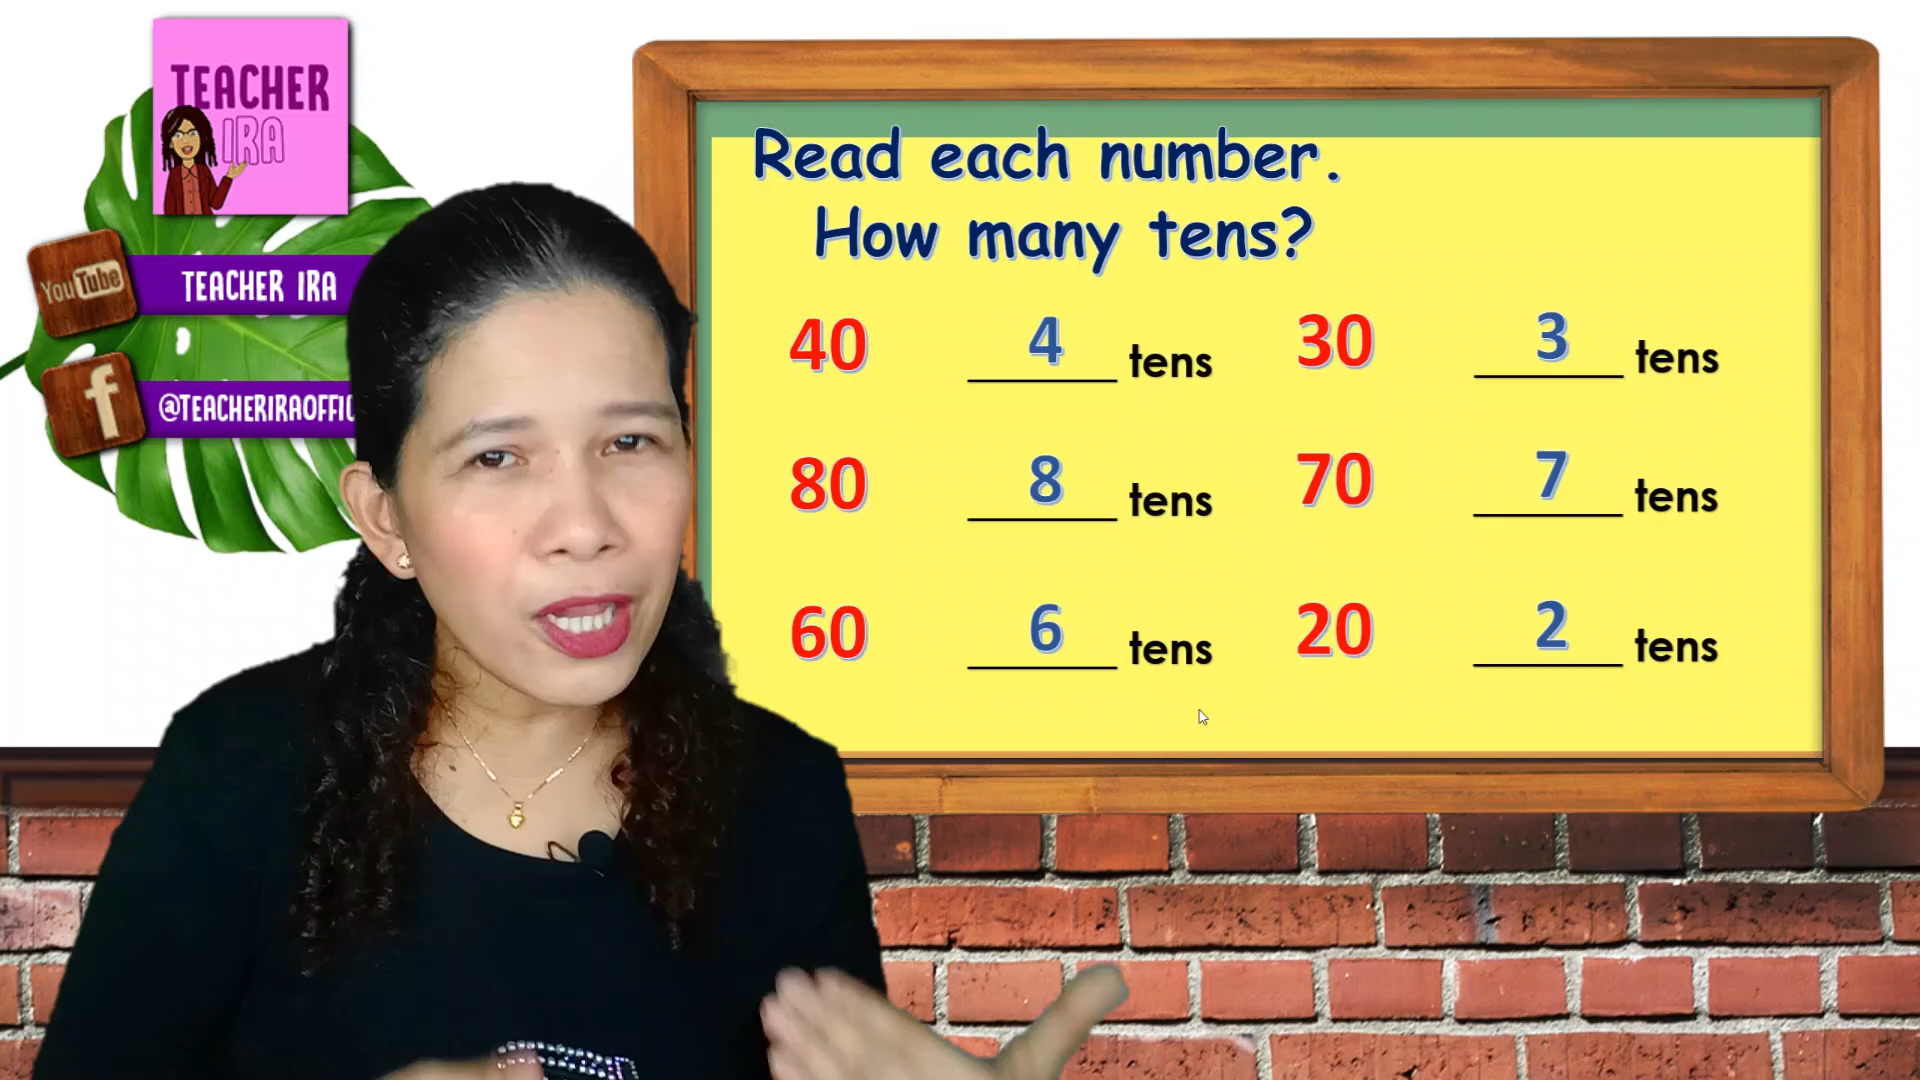 TEACHER
IRA
YouTube
TEACHER IRA
f
@TEACHERIRAOFFIC
Read each number.
How many tens?
40 4 tens 30 3 tens
80 8 tens 70 7 tens
60 6 tens 20 2 tens